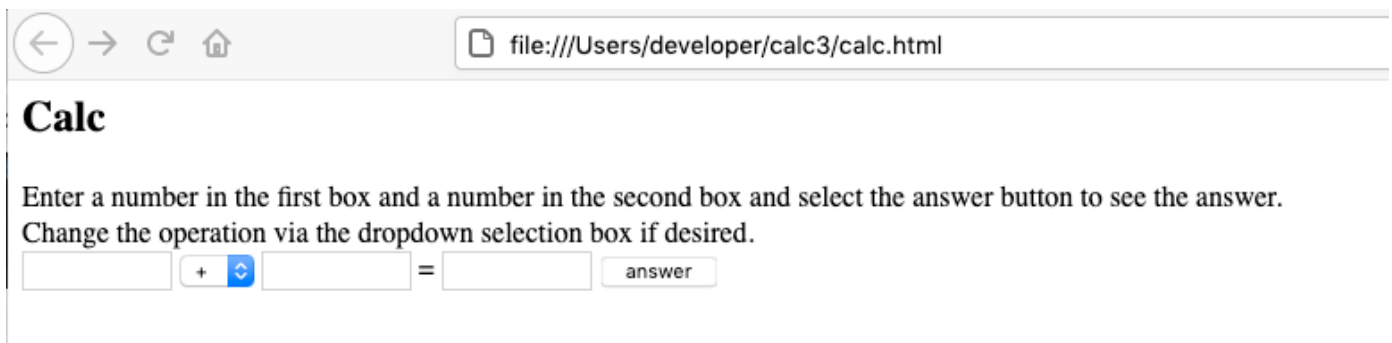 file:///Users/developer/calc3/calc.html
Calc
Enter a number in the first box and a number in the second box and select the answer button to see the answer.
Change the operation via the dropdown selection box if desired.
+ = answer